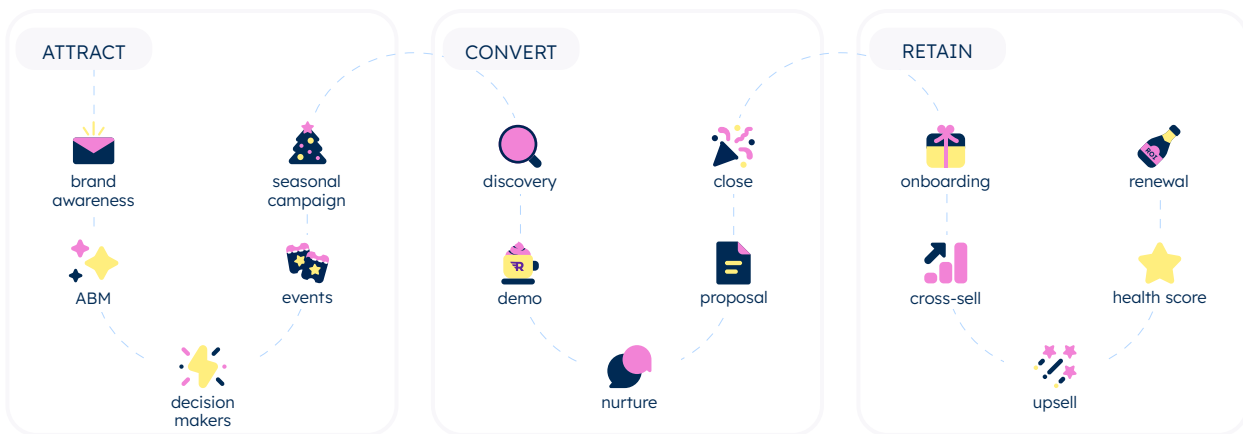 ATTRACT
brand
awareness
ABM
decision
makers
events
seasonal
campaign
CONVERT
discovery
demo
R
nurture
proposal
close
RETAIN
onboarding
cross-sell
upsell
health score
renewal
ROI